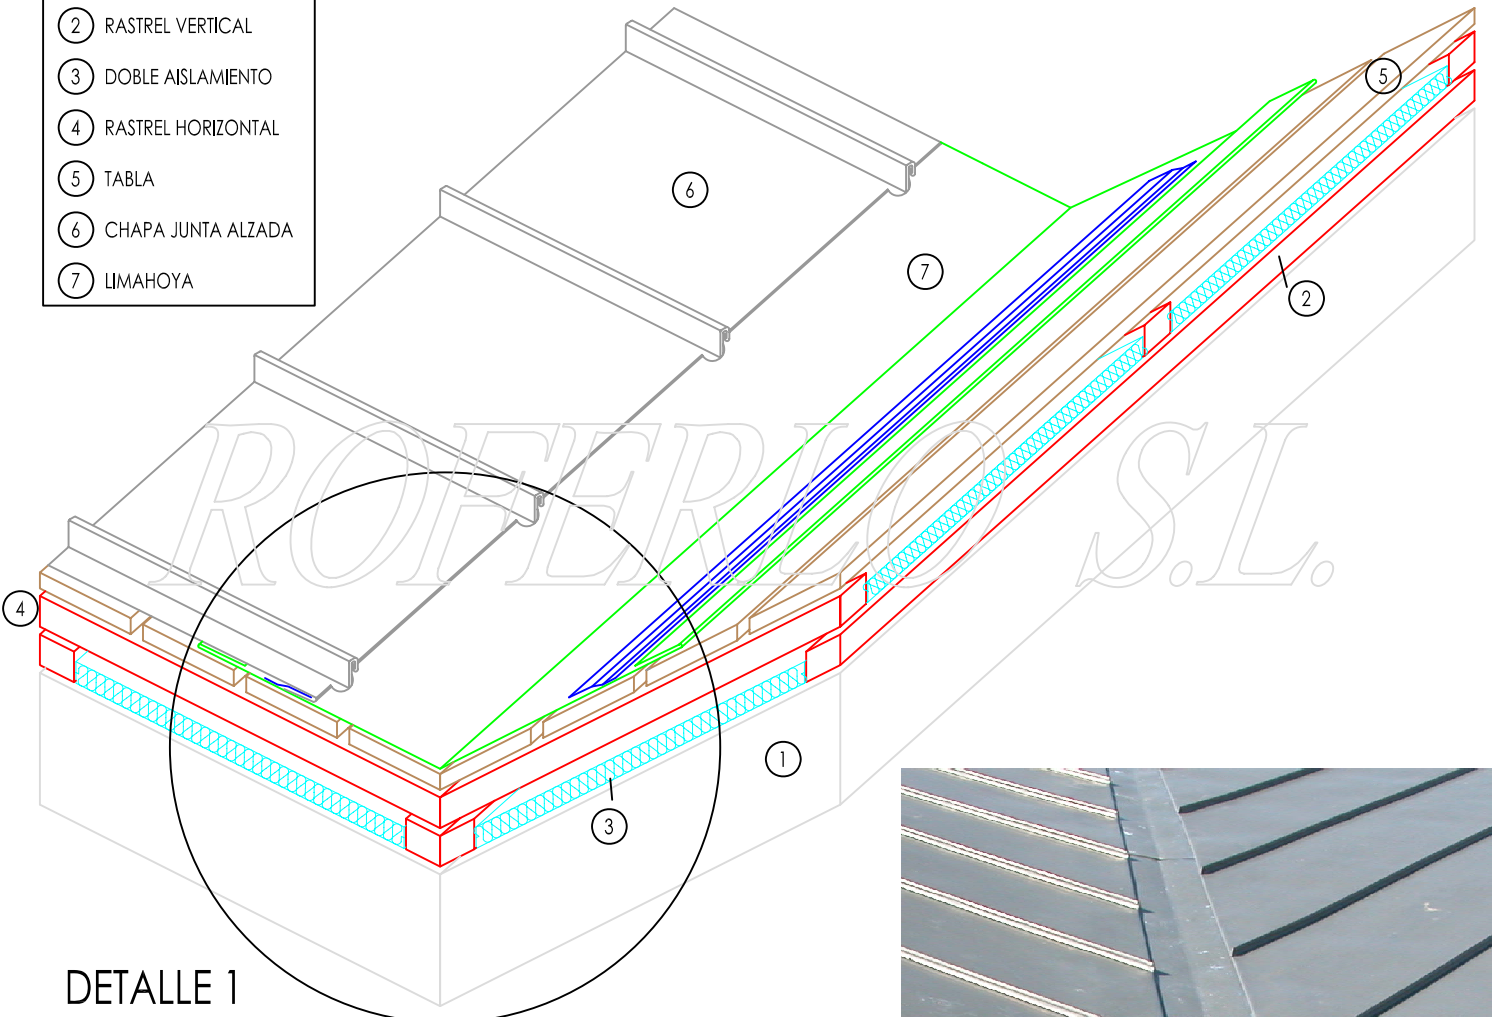 2 RASTREL VERTICAL
3 DOBLE AISLAMIENTO
4 RASTREL HORIZONTAL
5 TABLA
6 CHAPA JUNTA ALZADA
7 LIMAHOYA
5
6
7
2
ROFERLO S.L.
4
1
3
DETALLE 1